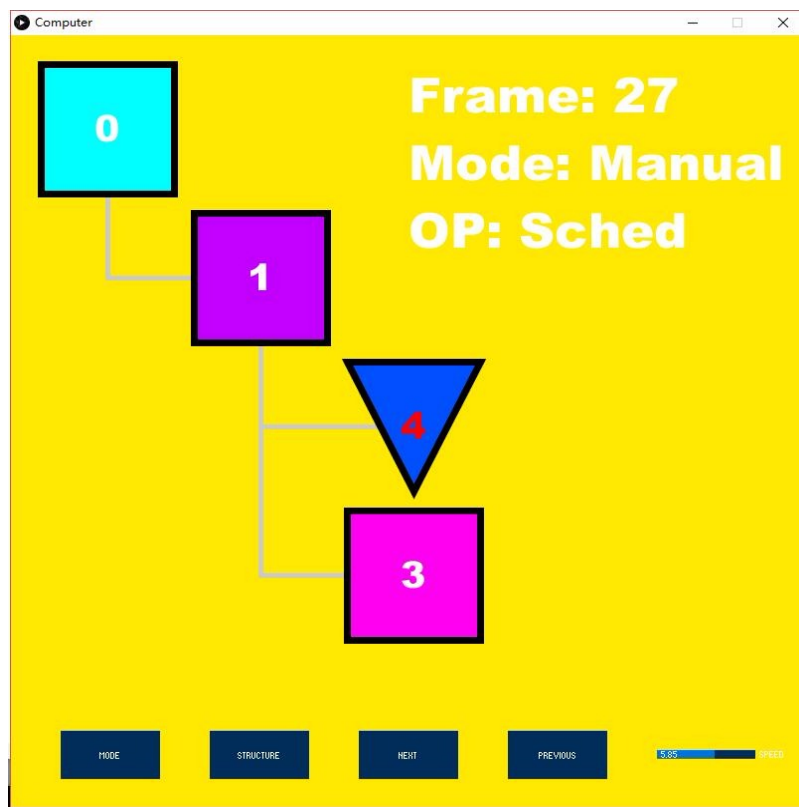 Computer
Frame: 27
Mode: Manual
OP: Sched
0
1
4
3
MODE
STRUCTURE
NEXT
PREVIOUS
5.85
SPEED